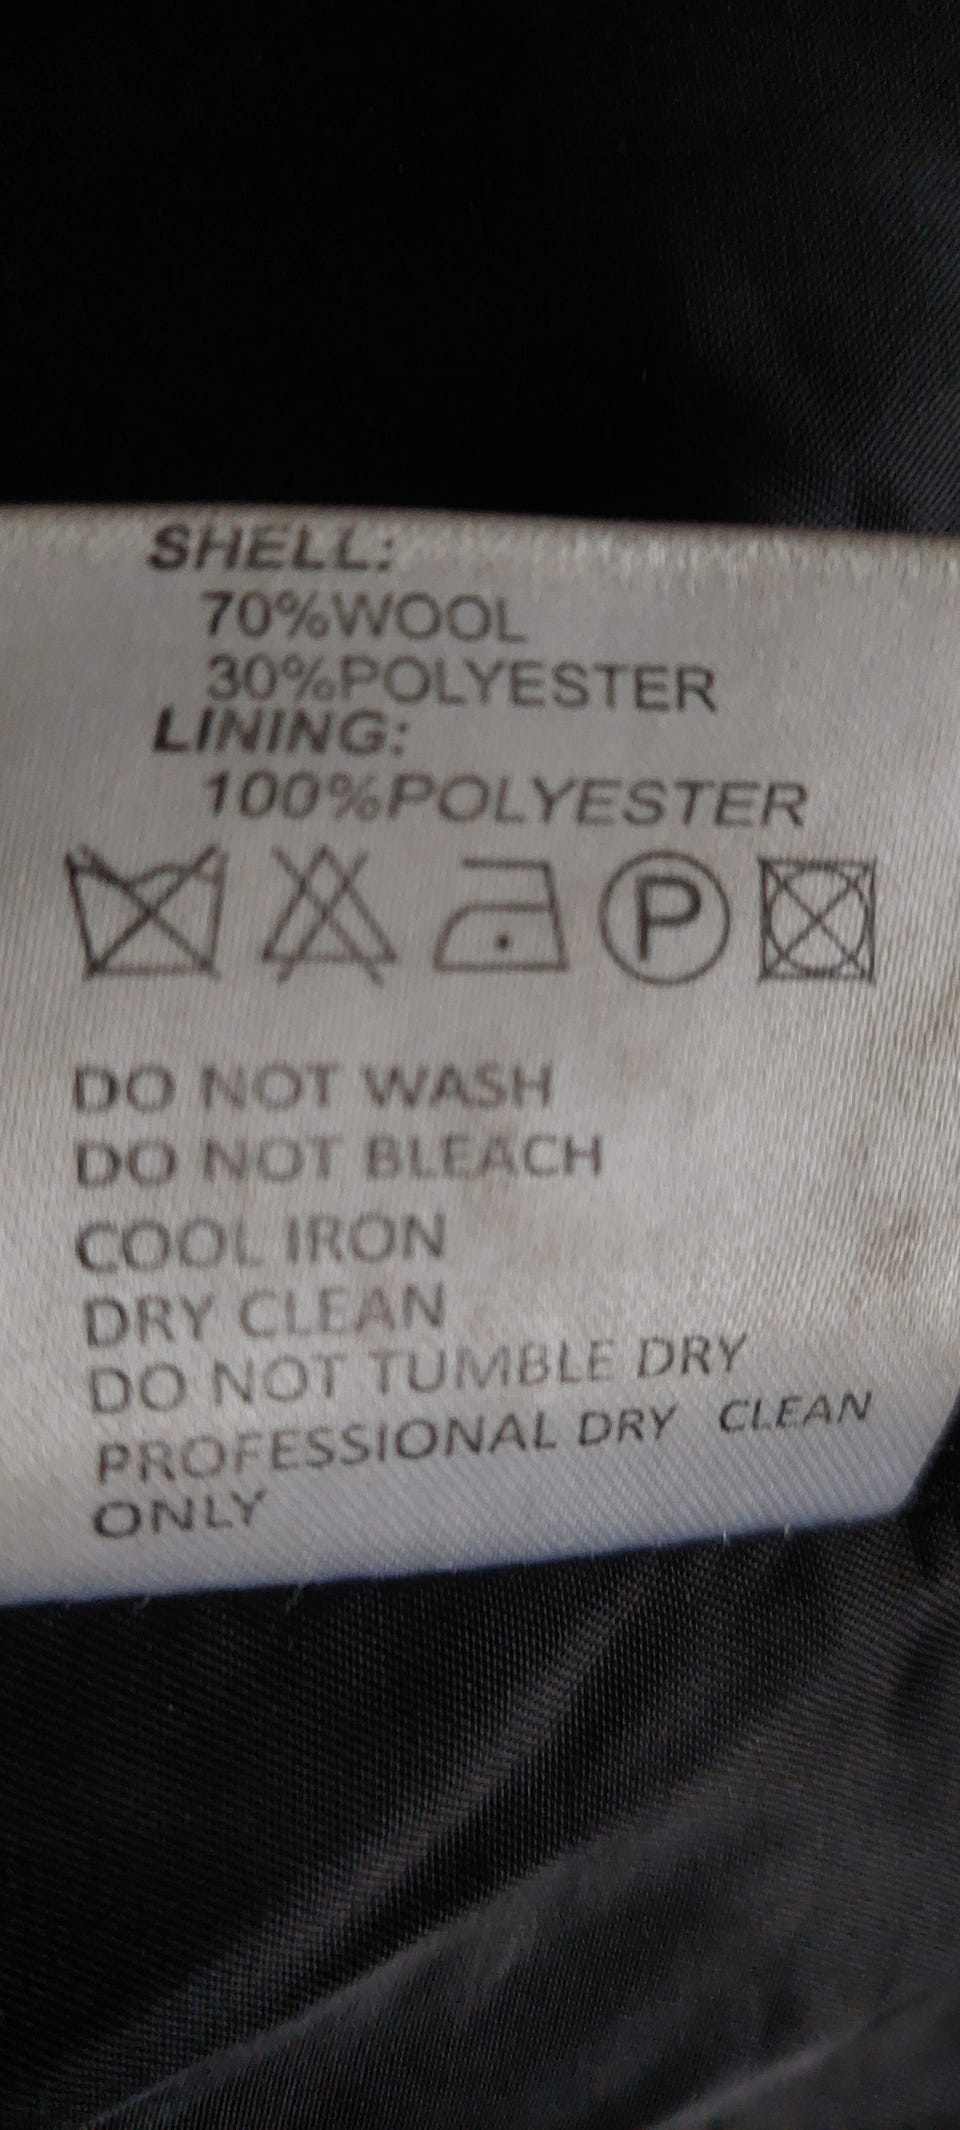 SHELL:
70%WOOL
30%POLYESTER
LINING:
100%POLYESTER
P
DO NOT WASH
DO NOT BLEACH
COOL IRON
DRY CLEAN
DO NOT TUMBLE DRY
PROFESSIONAL DRY CLEAN
ONLY